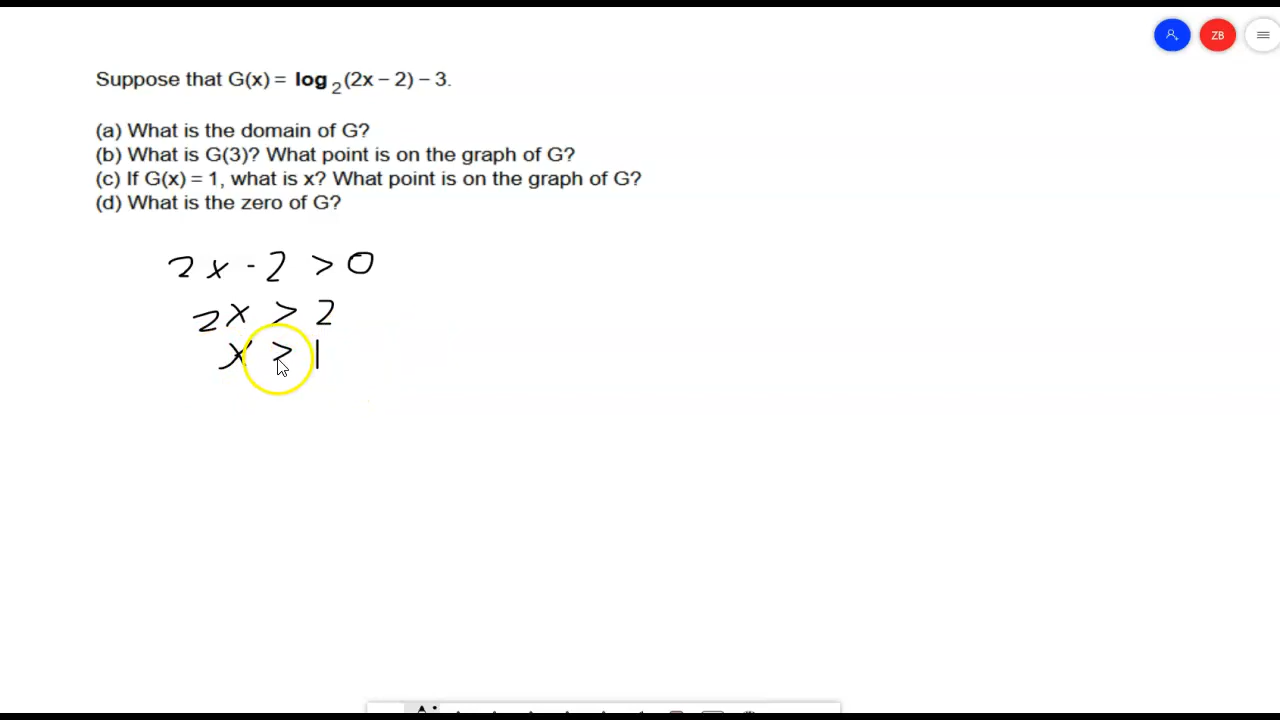 ZB
Suppose that G(x) = log₂(2x − 2) − 3.
(a) What is the domain of G?
(b) What is G(3)? What point is on the graph of G?
(c) If G(x) = 1, what is x? What point is on the graph of G?
(d) What is the zero of G?
2x - 2 > 0
2x > 2
x > 1